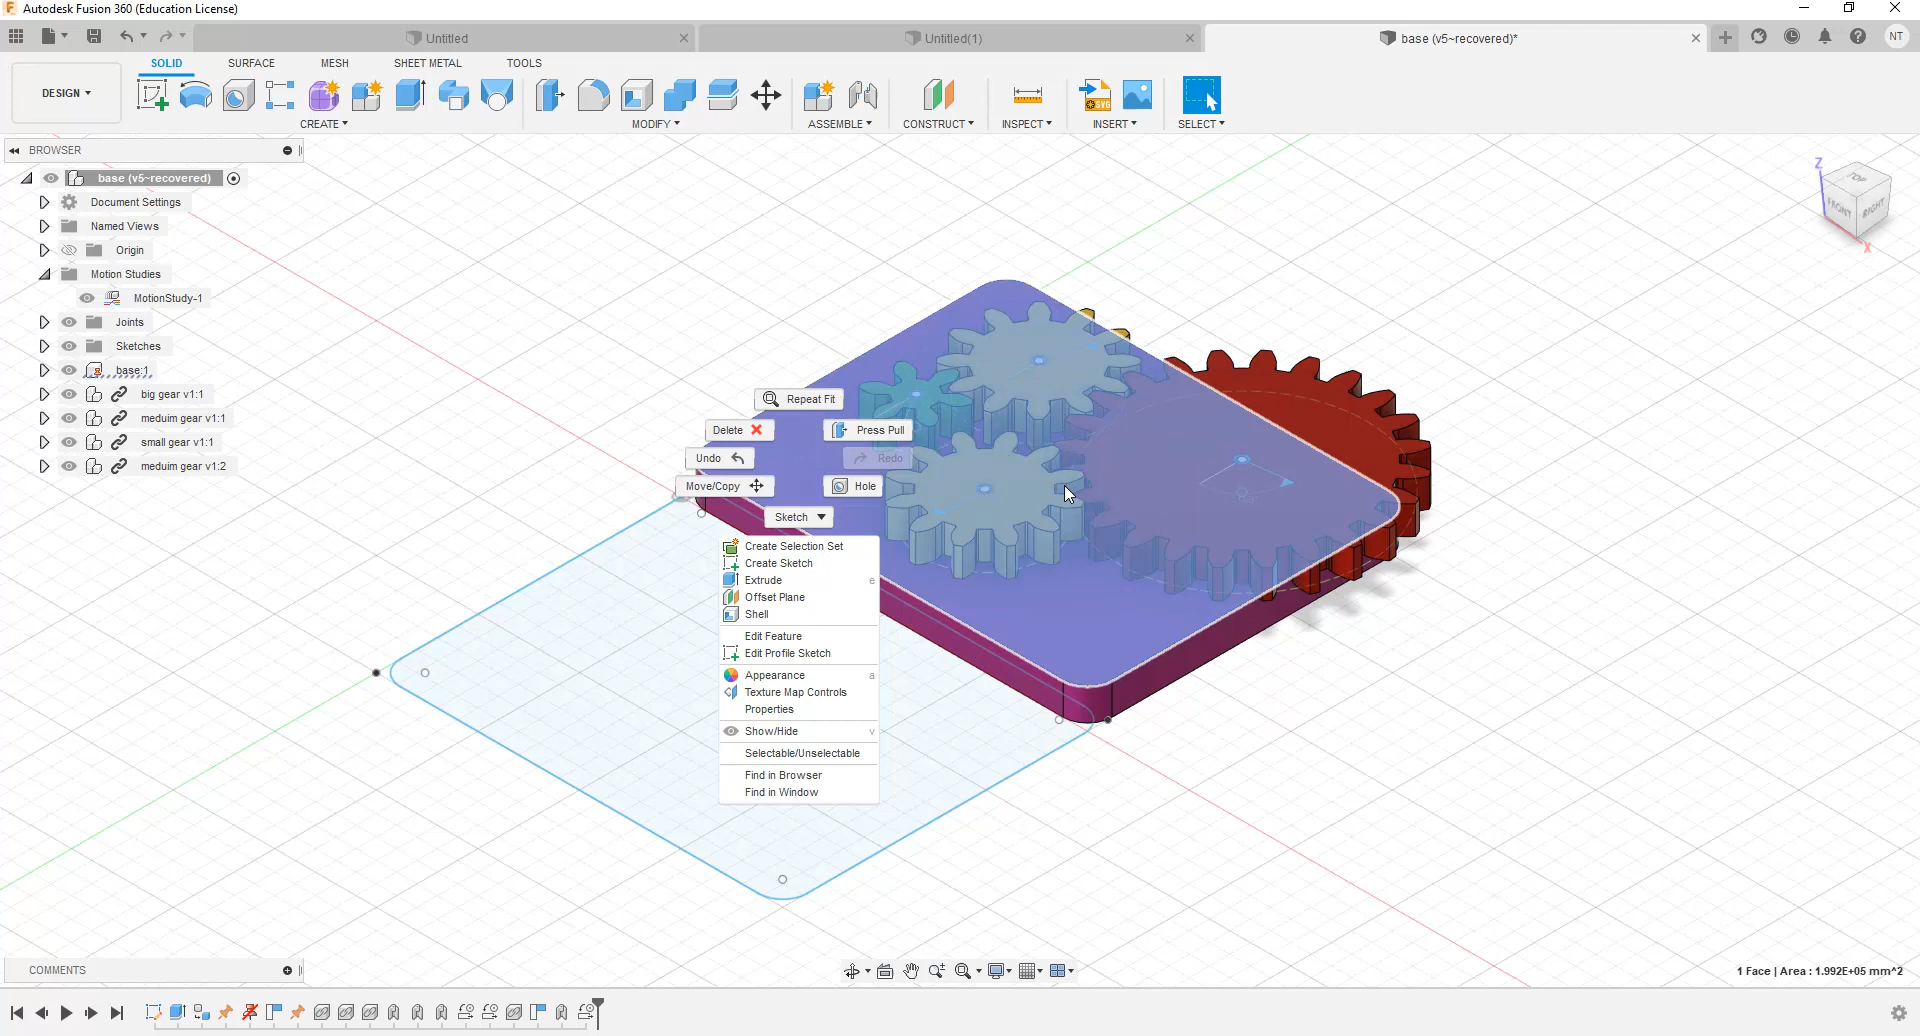 Autodesk Fusion 360 (Education License)
Untitled
Untitled(1)
base (v5~recovered)*
NT
SOLID SURFACE MESH SHEET METAL TOOLS
DESIGN
SVG
CREATE MODIFY ASSEMBLE CONSTRUCT INSPECT INSERT SELECT
BROWSER
base (v5~recovered)
Document Settings
Named Views
Origin
Motion Studies
MotionStudy-1
Joints
Sketches
base:1
big gear v1:1
meduim gear v1:1
small gear v1:1
meduim gear v1:2
Z
TOP
FRONT
RIGHT
X
Repeat Fit
Delete
Press Pull
Undo
Redo
Move/Copy
Hole
Sketch
Create Selection Set
Create Sketch
Extrude e
Offset Plane
Shell
Edit Feature
Edit Profile Sketch
Appearance a
Texture Map Controls
Properties
Show/Hide v
Selectable/Unselectable
Find in Browser
Find in Window
COMMENTS
1 Face | Area : 1.992E+05 mm^2